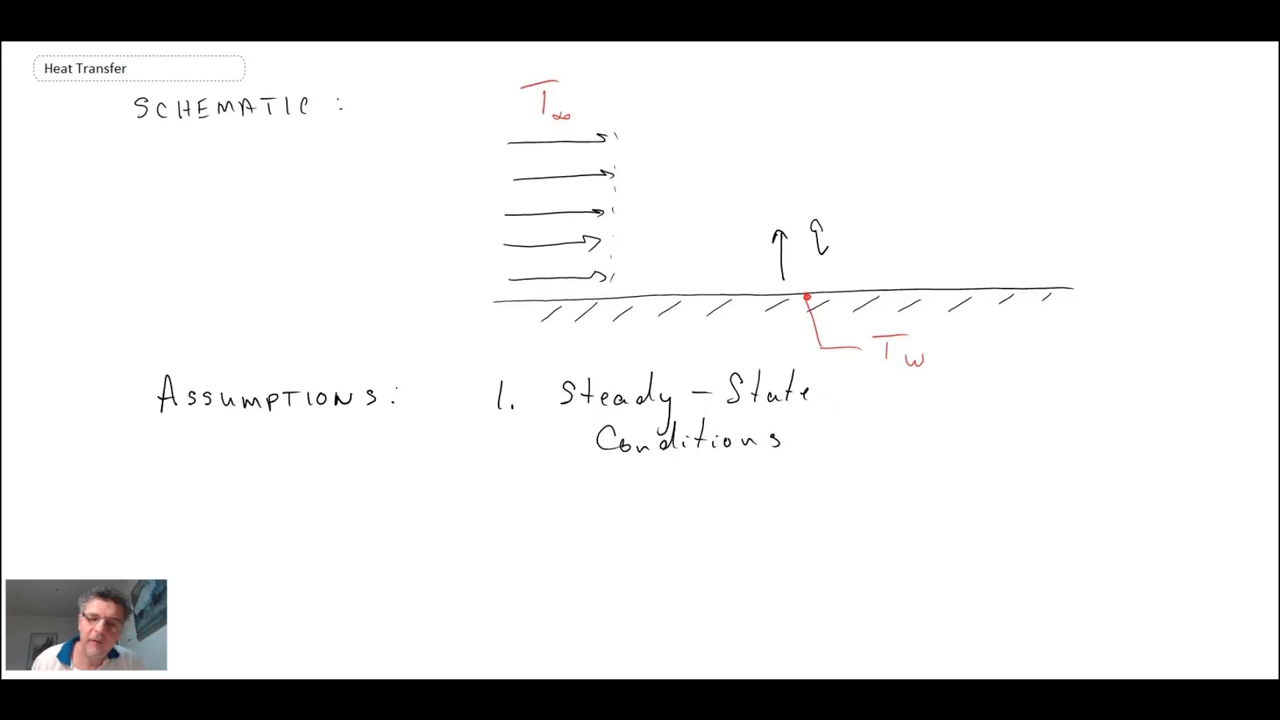 Heat Transfer
SCHEMATIC :
T∞
q
Tw
ASSUMPTIONS : 1. Steady - State
Conditions